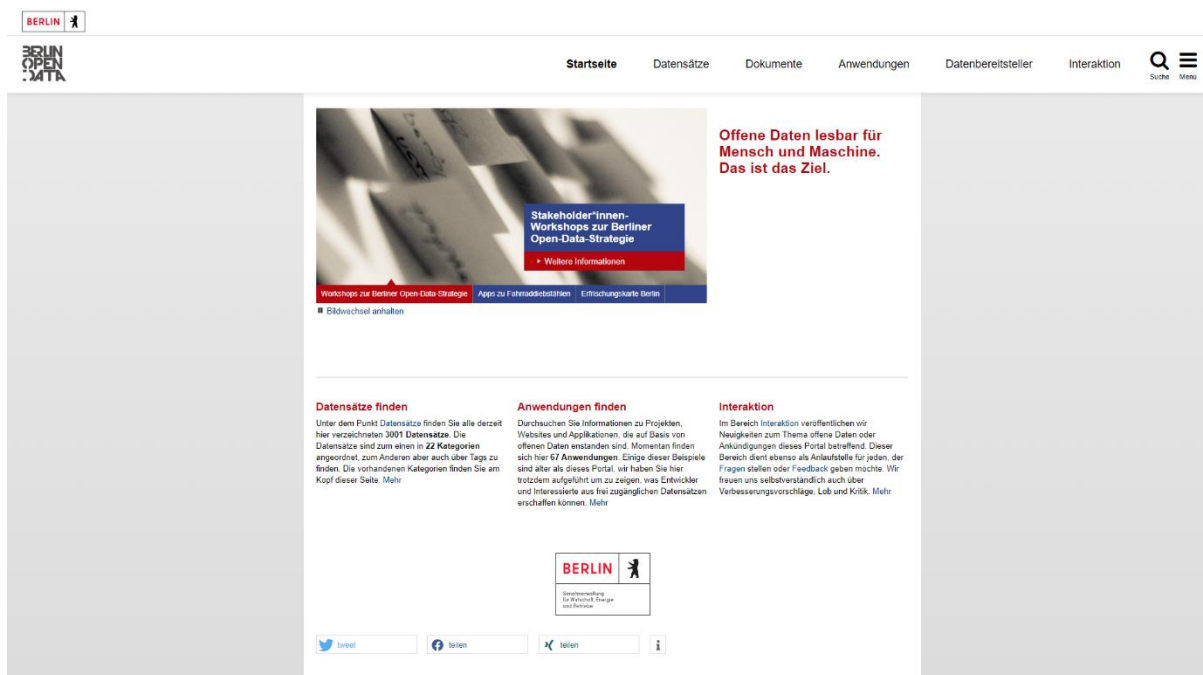 BERLIN
BERLIN
OPEN
DATA
Startseite
Datensätze
Dokumente
Anwendungen
Datenbereitsteller
Interaktion
Suche
Menü
Stakeholder*innen-
Workshops zur Berliner
Open-Data-Strategie
Weitere Informationen
Workshops zur Berliner Open-Data-Strategie
Apps zu Fahrraddiebstählen
Erfrischungskarte Berlin
Bildwechsel anhalten
Offene Daten lesbar für
Mensch und Maschine.
Das ist das Ziel.
Datensätze finden
Unter dem Punkt Datensätze finden Sie alle derzeit
hier verzeichneten 3001 Datensätze. Die
Datensätze sind zum einen in 22 Kategorien
angeordnet, zum Anderen aber auch über Tags zu
finden. Die vorhandenen Kategorien finden Sie am
Kopf dieser Seite. Mehr
Anwendungen finden
Durchsuchen Sie Informationen zu Projekten,
Websites und Applikationen, die auf Basis von
offenen Daten enstanden sind. Momentan finden
sich hier 67 Anwendungen. Einige dieser Beispiele
sind älter als dieses Portal, wir haben Sie hier
trotzdem aufgeführt um zu zeigen, was Entwickler
und Interessierte aus frei zugänglichen Datensätzen
erschaffen können. Mehr
Interaktion
Im Bereich Interaktion veröffentlichen wir
Neuigkeiten zum Thema offene Daten oder
Ankündigungen dieses Portal betreffend. Dieser
Bereich dient ebenso als Anlaufstelle für jeden, der
Fragen stellen oder Feedback geben möchte. Wir
freuen uns selbstverständlich auch über
Verbesserungsvorschläge, Lob und Kritik. Mehr
BERLIN
Senatsverwaltung
für Wirtschaft, Energie
und Betriebe
tweet
teilen
teilen
i